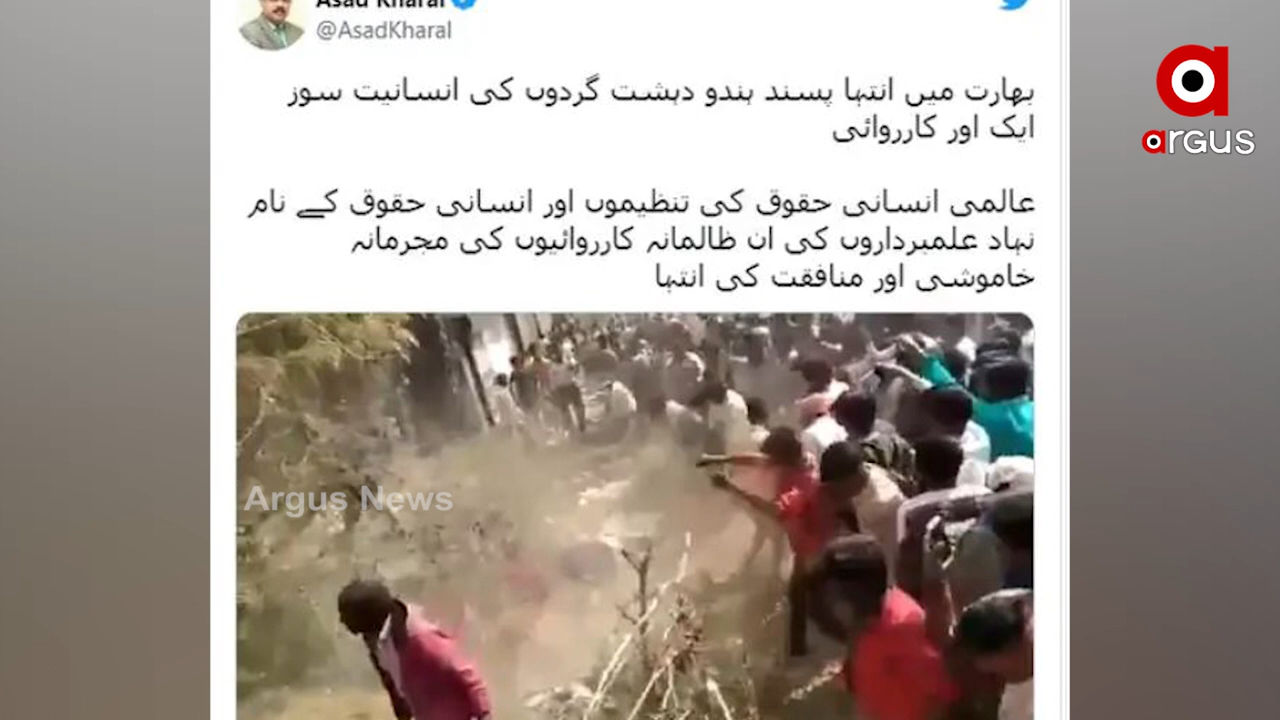 Asad Kharal
@AsadKharal
بھارت میں انتہا پسند ہندو دہشت گردوں کی انسانیت سوز
ایک اور کارروائی
عالمی انسانی حقوق کی تنظیموں اور انسانی حقوق کے نام
نہاد علمبرداروں کی ان ظالمانہ کارروائیوں کی مجرمانہ
خاموشی اور منافقت کی انتہا
argus
Argus News